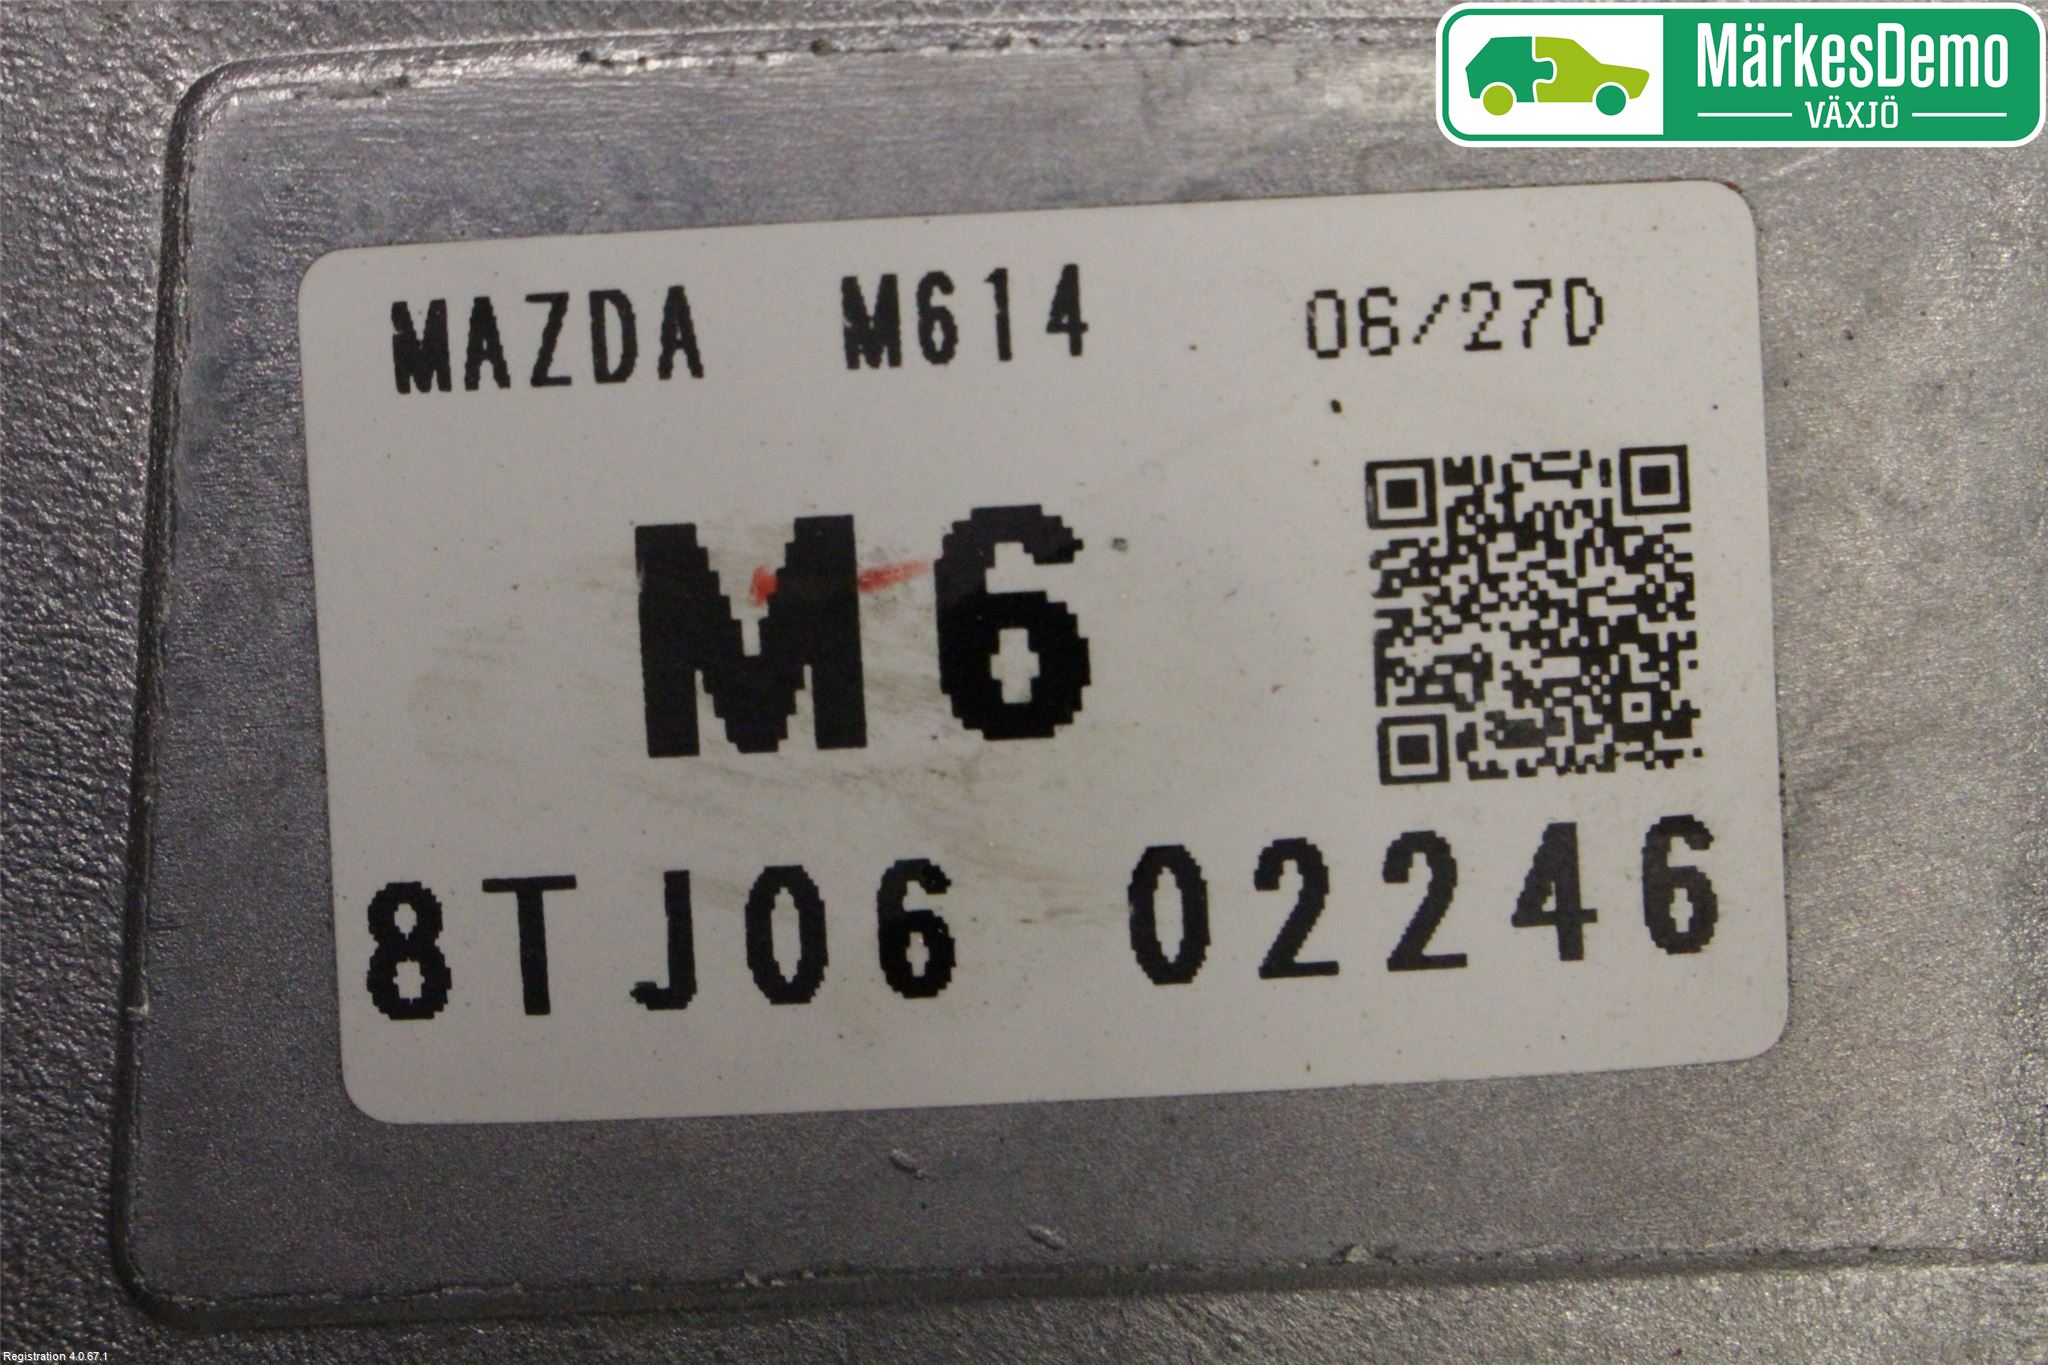 MärkesDemo
VÄXJÖ
MAZDA M614 06/27D
M6
8TJ06 02246
Registration 4.0.67.1